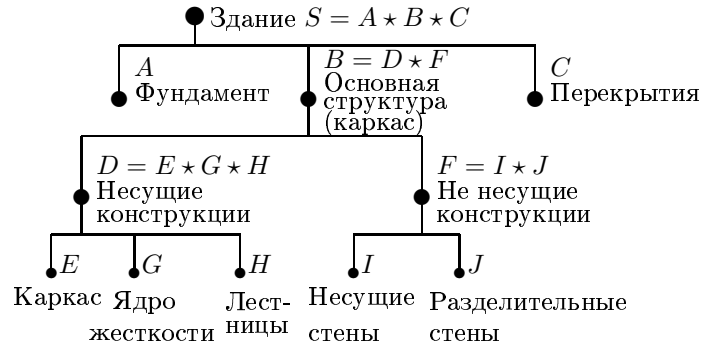 Здание S = A ⋆ B ⋆ C
A
Фундамент
B = D ⋆ F
Основная
структура
(каркас)
C
Перекрытия
D = E ⋆ G ⋆ H
Несущие
конструкции
F = I ⋆ J
Не несущие
конструкции
E
Каркас
G
Ядро
жесткости
H
Лест-
ницы
I
Несущие
стены
J
Разделительные
стены